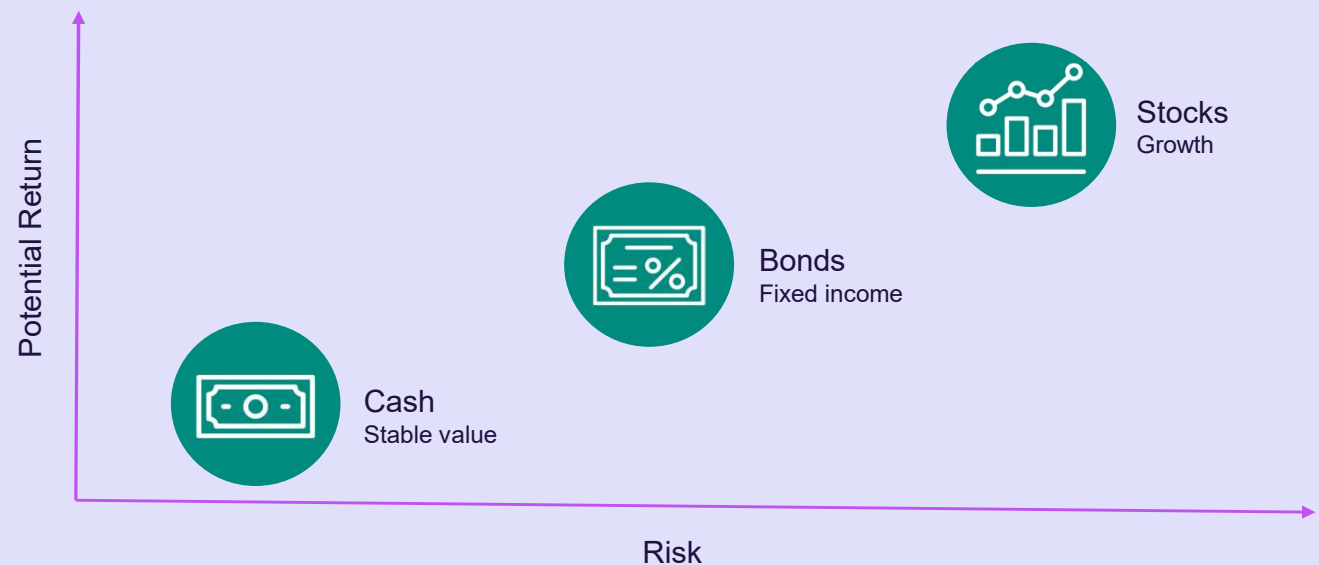 Potential Return
Stocks
Growth
Bonds
Fixed income
Cash
Stable value
Risk